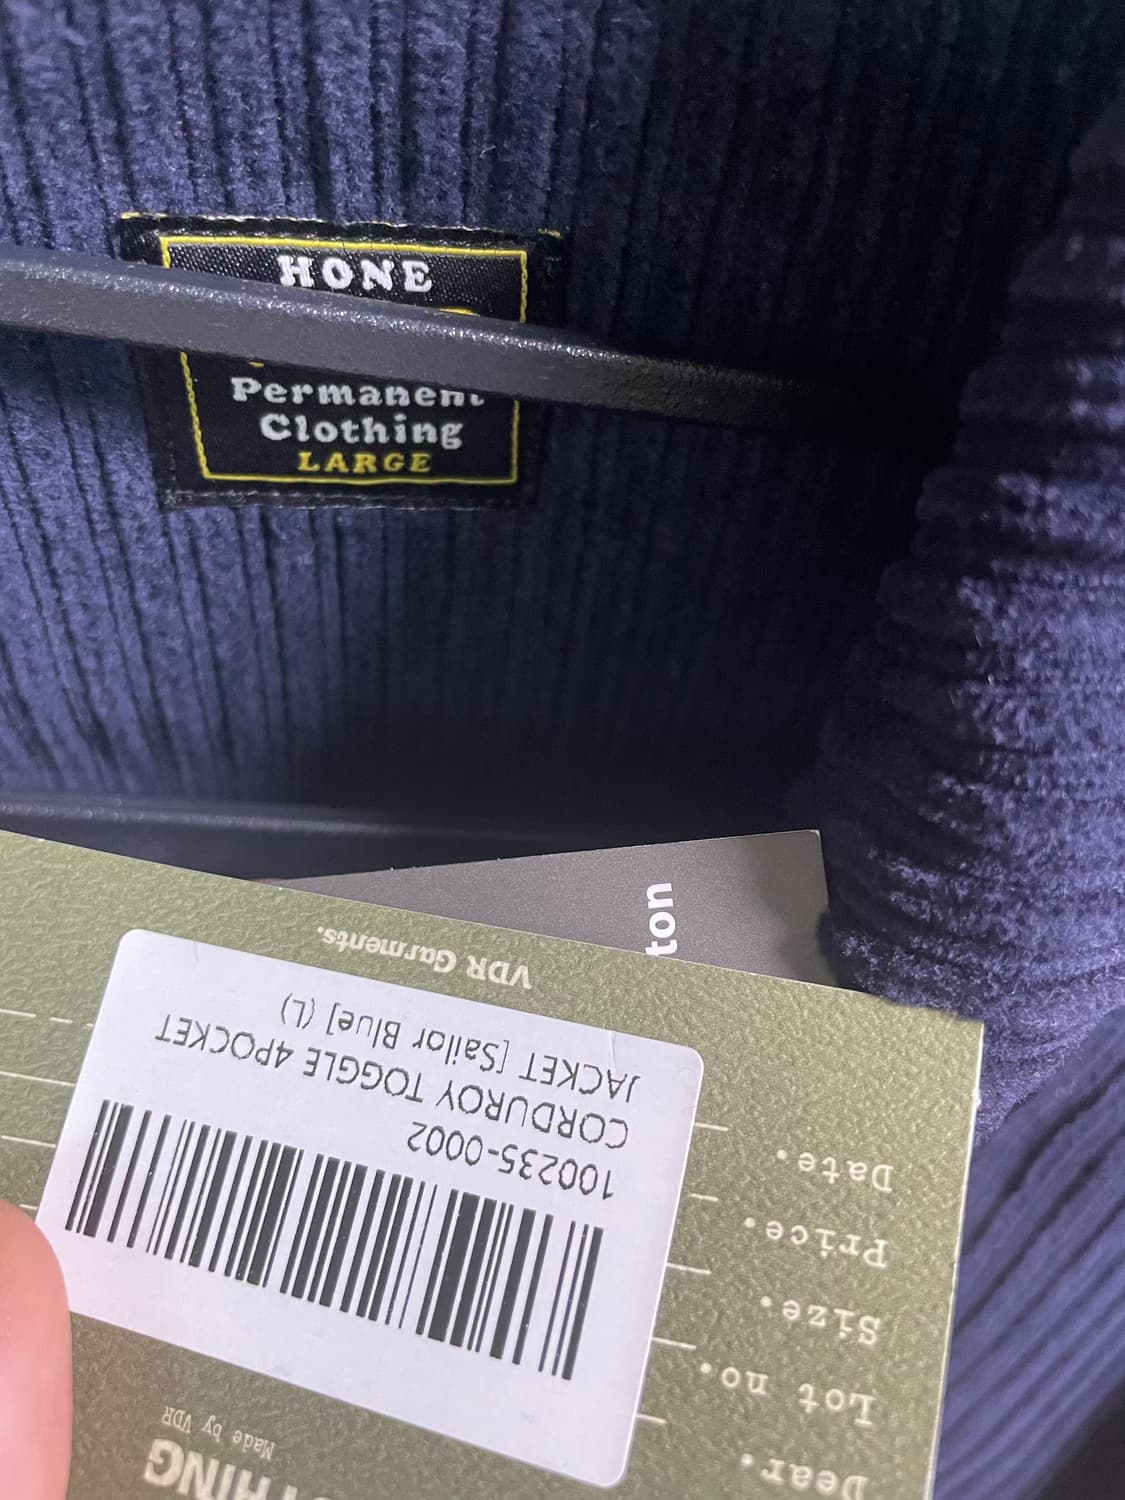 HONE
Permanent
Clothing
LARGE
ton
VDR Garments.
100235-0002
CORDUROY TOGGLE 4POCKET
JACKET [Sailor Blue] (L)
Dear.
Lot no.
Size.
Price.
Date.
Made by VDR